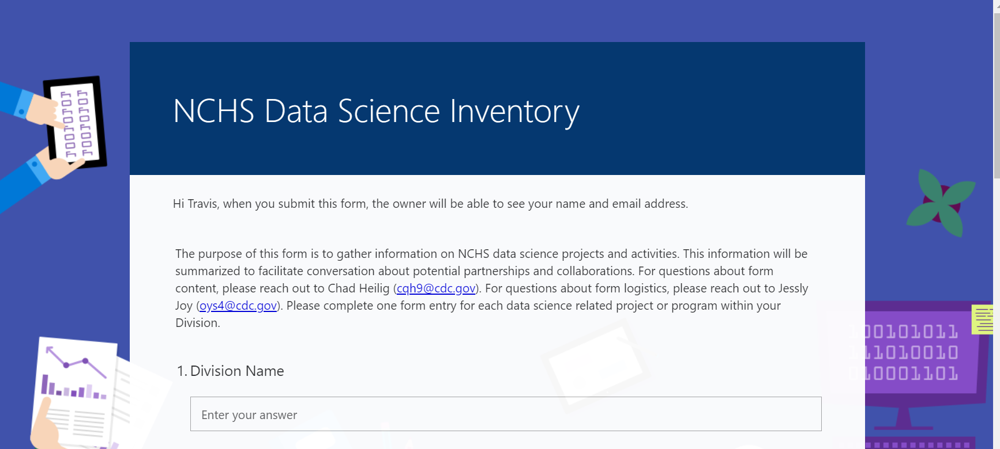 NCHS Data Science Inventory
Hi Travis, when you submit this form, the owner will be able to see your name and email address.
The purpose of this form is to gather information on NCHS data science projects and activities. This information will be
summarized to facilitate conversation about potential partnerships and collaborations. For questions about form
content, please reach out to Chad Heilig (cqh9@cdc.gov). For questions about form logistics, please reach out to Jessly
Joy (oys4@cdc.gov). Please complete one form entry for each data science related project or program within your
Division.
1. Division Name
Enter your answer
100101011
111010010
010001101